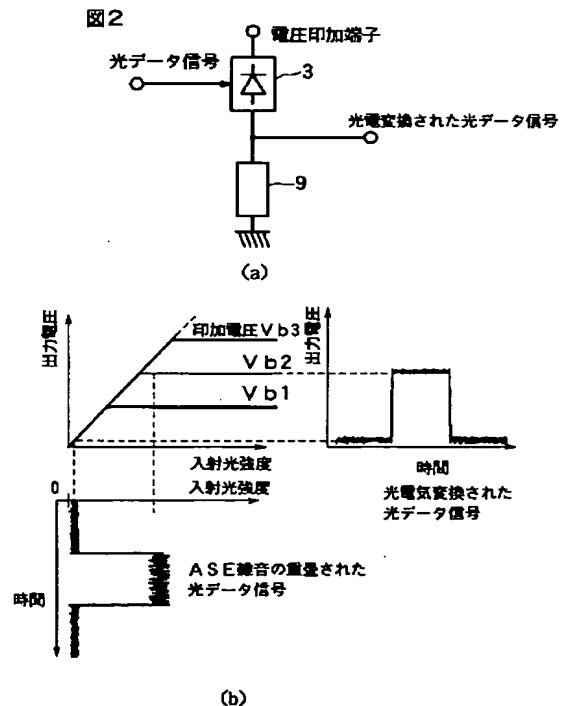 図2
電圧印加端子
光データ信号
3
光電変換された光データ信号
9
(a)
出力電圧
印加電圧Vb3
Vb2
Vb1
出力電圧
入射光強度
時間
0
入射光強度
光電気変換された
光データ信号
ASE雑音の重畳された
光データ信号
時間
(b)